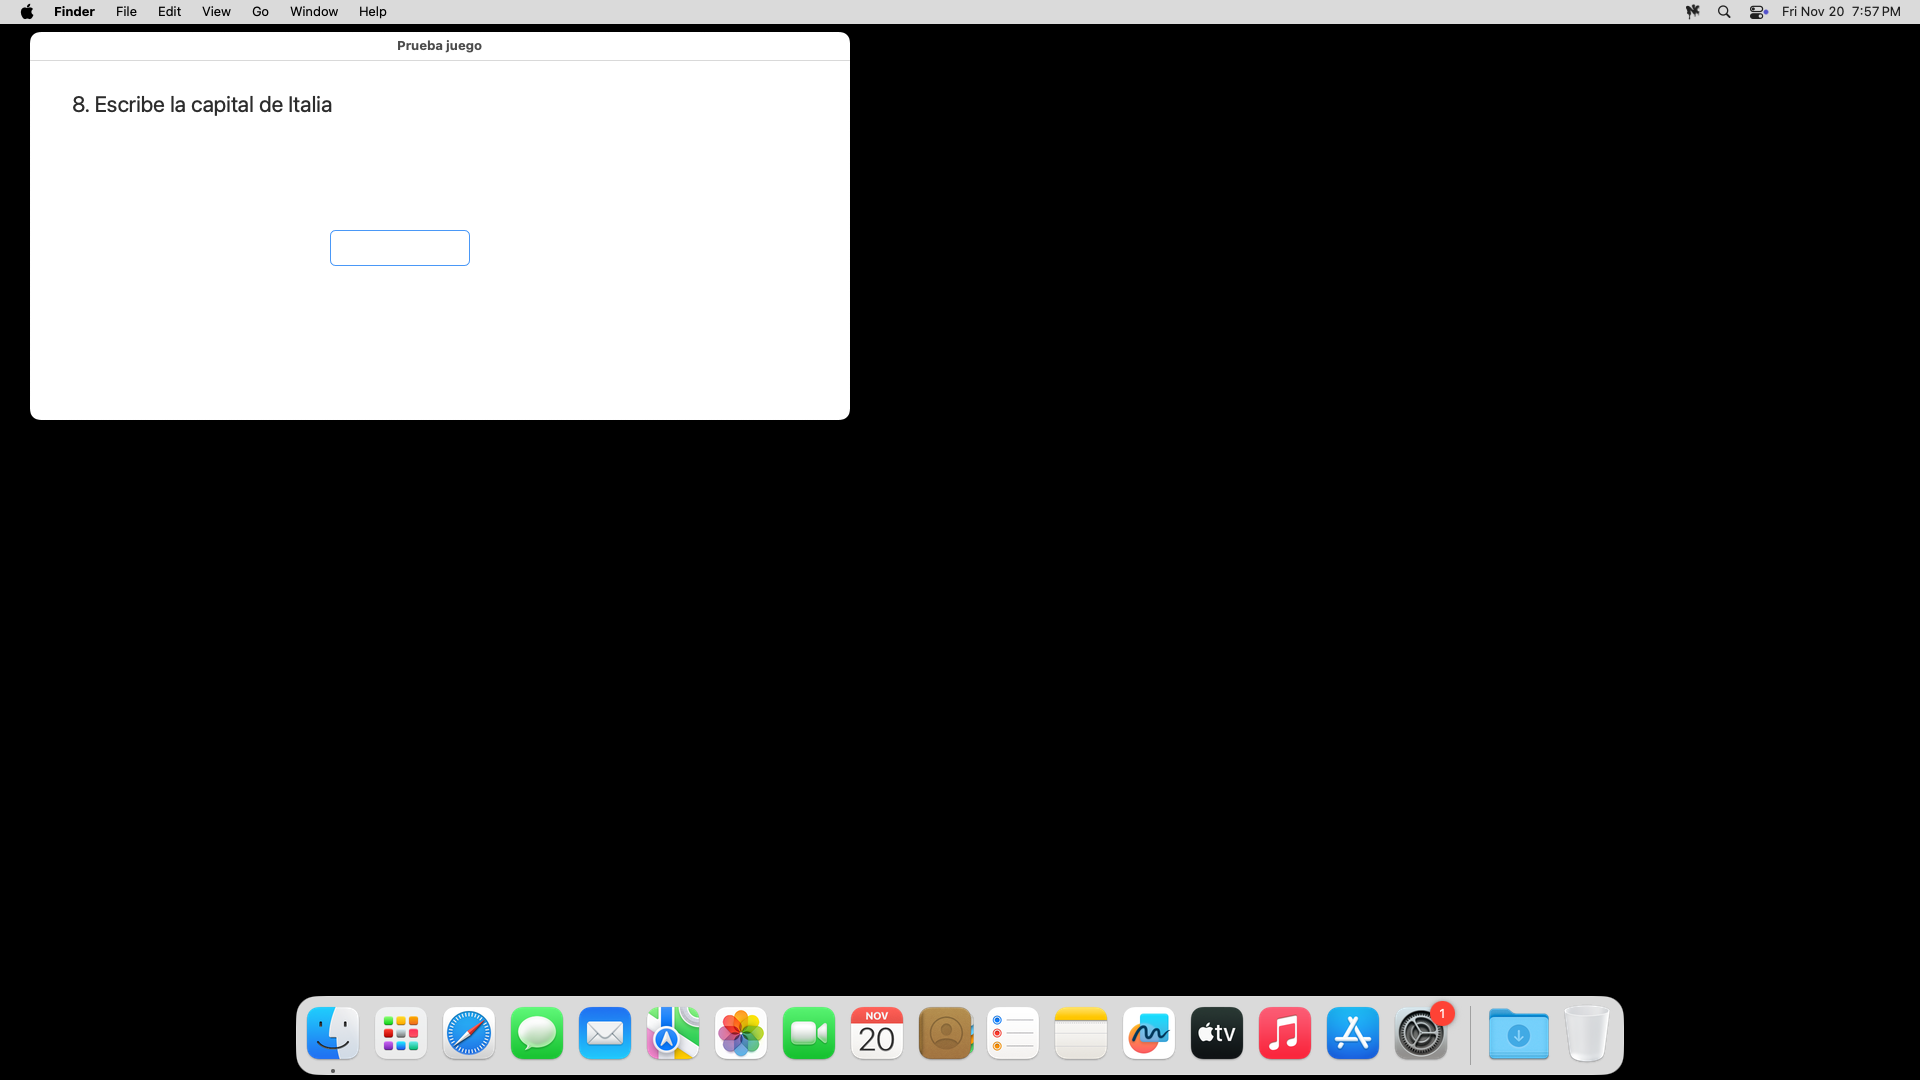 Finder File Edit View Go Window Help Fri Nov 20 7:57 PM
Prueba juego
8. Escribe la capital de Italia
NOV
20
tv
1